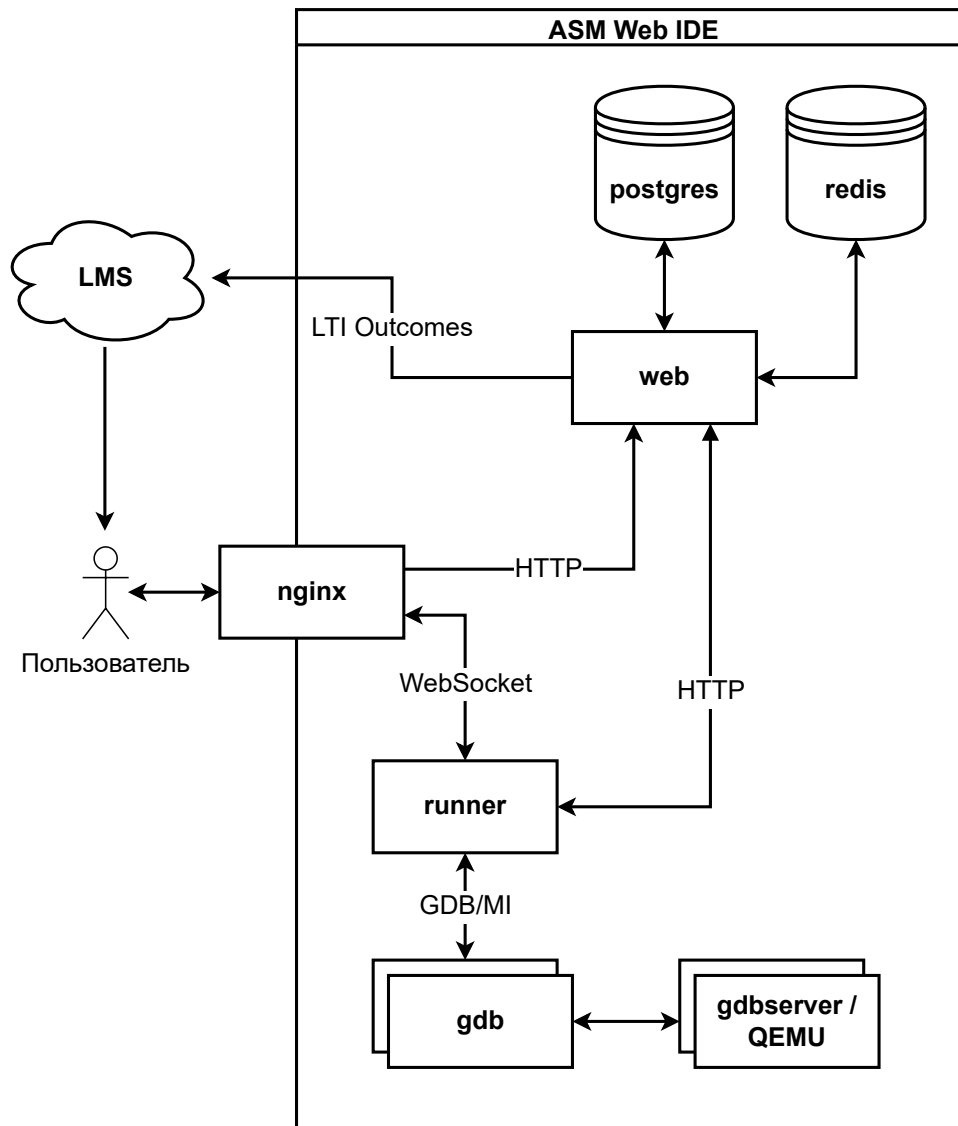 ASM Web IDE
postgres
redis
LMS
LTI Outcomes
web
nginx
HTTP
Пользователь
WebSocket
HTTP
runner
GDB/MI
gdb
gdbserver /
QEMU